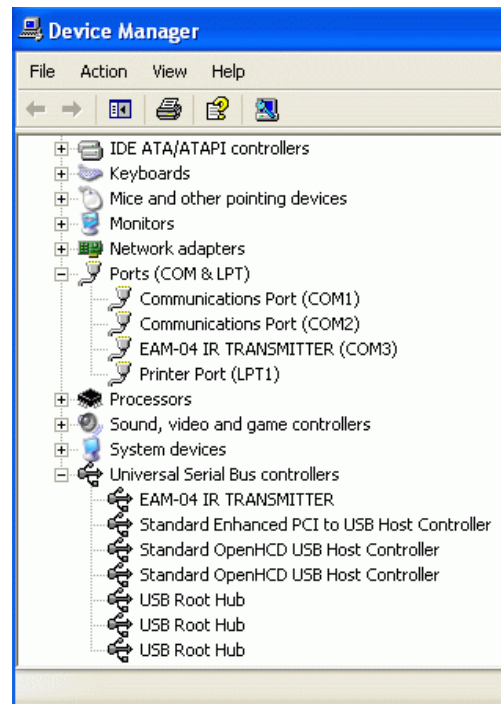 Device Manager
File Action View Help
IDE ATA/ATAPI controllers
Keyboards
Mice and other pointing devices
Monitors
Network adapters
Ports (COM & LPT)
Communications Port (COM1)
Communications Port (COM2)
EAM-04 IR TRANSMITTER (COM3)
Printer Port (LPT1)
Processors
Sound, video and game controllers
System devices
Universal Serial Bus controllers
EAM-04 IR TRANSMITTER
Standard Enhanced PCI to USB Host Controller
Standard OpenHCD USB Host Controller
Standard OpenHCD USB Host Controller
USB Root Hub
USB Root Hub
USB Root Hub